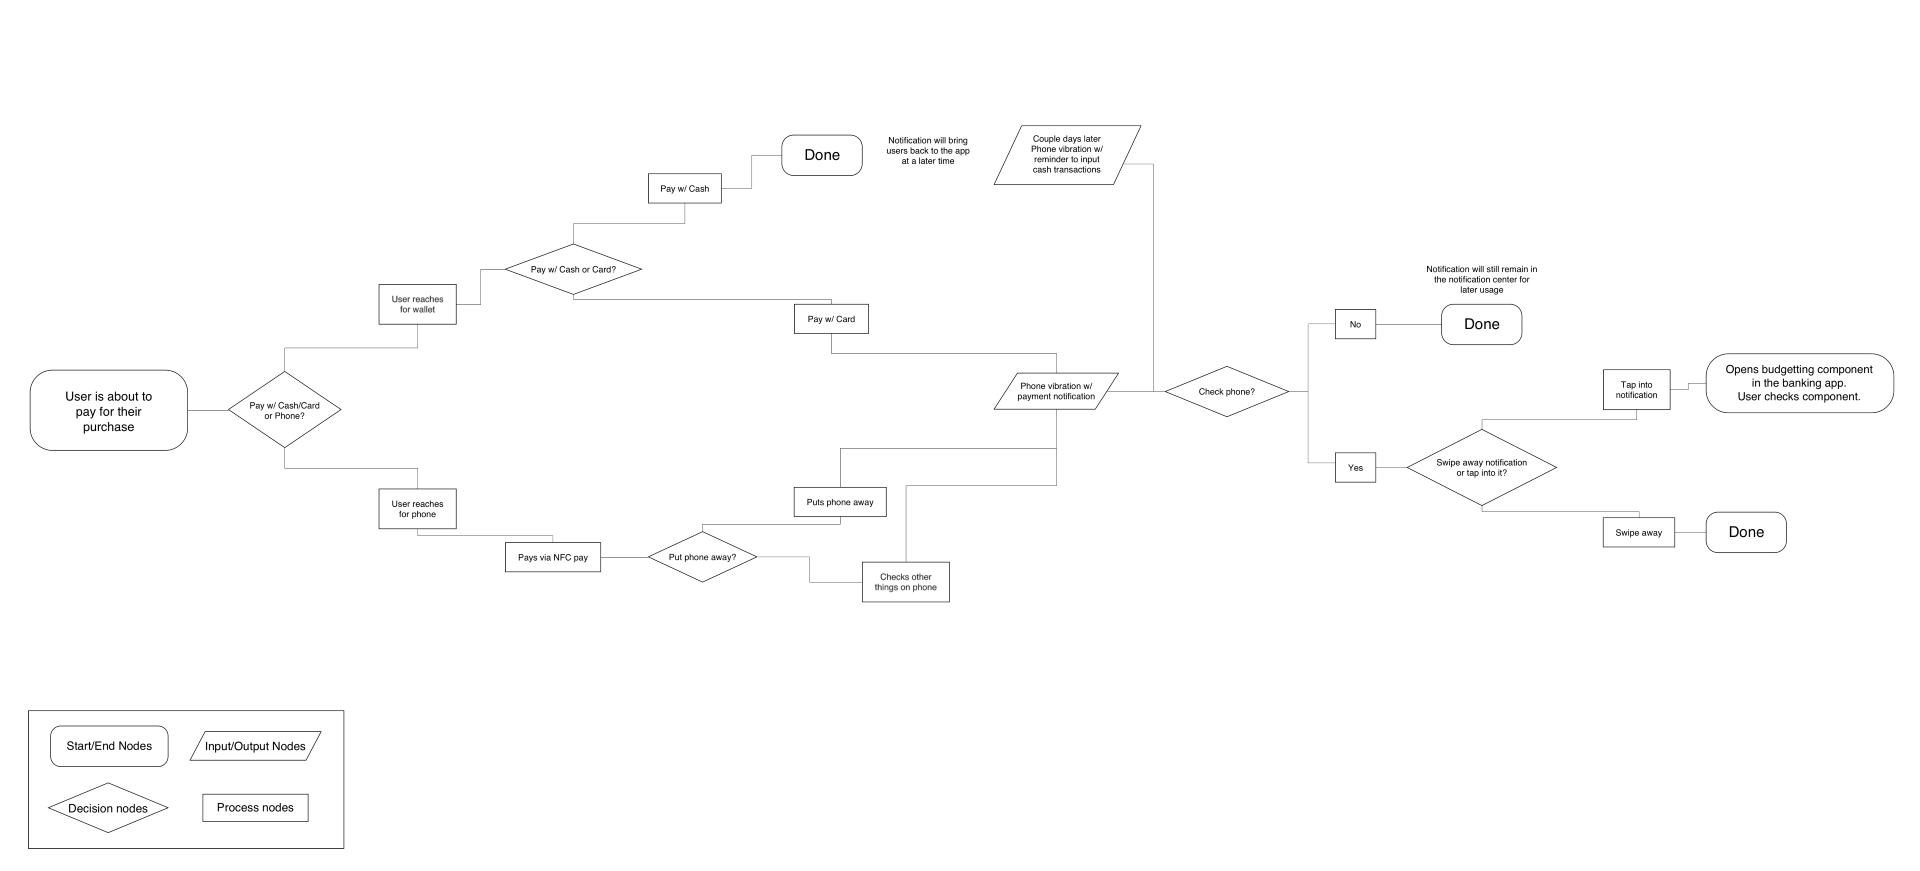 Done
Notification will bring
users back to the app
at a later time
Couple days later
Phone vibration w/
reminder to input
cash transactions
Pay w/ Cash
Pay w/ Cash or Card?
User reaches
for wallet
Pay w/ Card
Notification will still remain in
the notification center for
later usage
No
Done
User is about to
pay for their
purchase
Pay w/ Cash/Card
or Phone?
Phone vibration w/
payment notification
Check phone?
Tap into
notification
Opens budgetting component
in the banking app.
User checks component.
Yes
Swipe away notification
or tap into it?
User reaches
for phone
Puts phone away
Pays via NFC pay
Put phone away?
Checks other
things on phone
Swipe away
Done
Start/End Nodes
Input/Output Nodes
Decision nodes
Process nodes